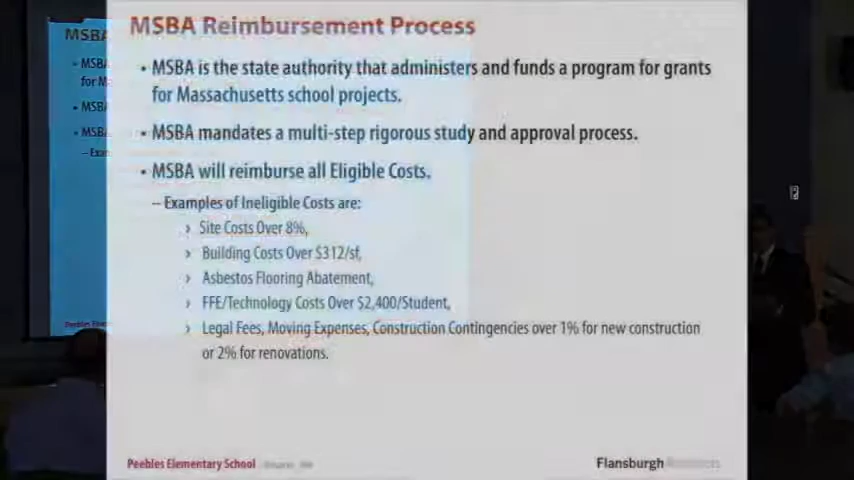 MSBA Reimbursement Process
• MSBA is the state authority that administers and funds a program for grants
for Massachusetts school projects.
• MSBA mandates a multi-step rigorous study and approval process.
• MSBA will reimburse all Eligible Costs.
– Examples of Ineligible Costs are:
› Site Costs Over 8%,
› Building Costs Over $312/sf,
› Asbestos Flooring Abatement,
› FFE/Technology Costs Over $2,400/Student,
› Legal Fees, Moving Expenses, Construction Contingencies over 1% for new construction
or 2% for renovations.
Peebles Elementary School
Flansburgh
MSBA
• MSBA
for M
• MSBA
• MSBA
– Exam